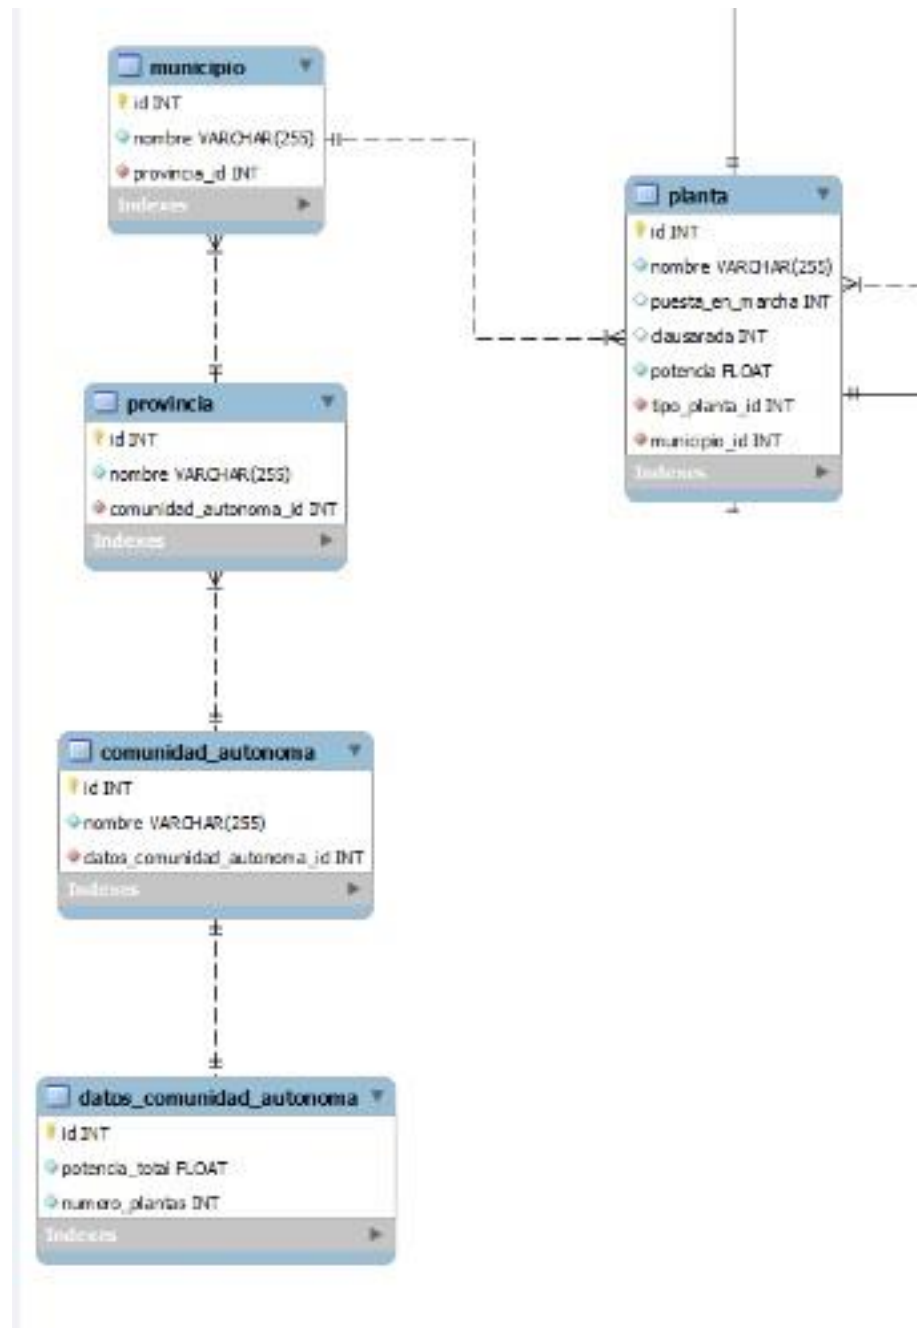 municipio
id INT
nombre VARCHAR(255)
provincia_id INT
Indexes
planta
id INT
nombre VARCHAR(255)
puesta_en_marcha INT
clausarada INT
potencia FLOAT
tipo_planta_id INT
municipio_id INT
Indexes
provincia
id INT
nombre VARCHAR(255)
comunidad_autonoma_id INT
Indexes
comunidad_autonoma
id INT
nombre VARCHAR(255)
datos_comunidad_autonoma_id INT
Indexes
datos_comunidad_autonoma
id INT
potencia_total FLOAT
numero_plantas INT
Indexes